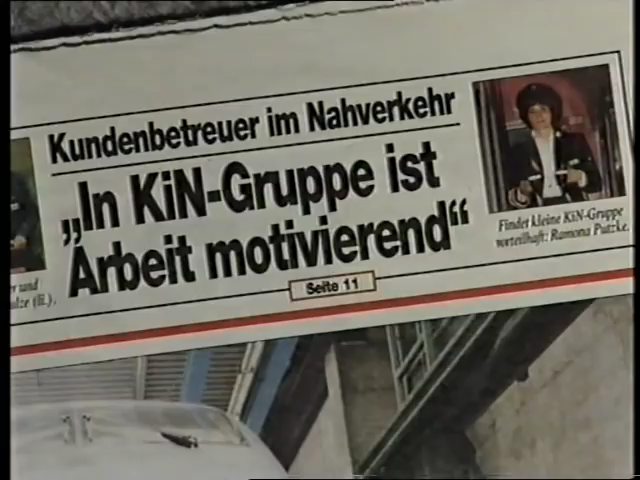 Kundenbetreuer im Nahverkehr
„In KiN-Gruppe ist
Arbeit motivierend“
Seite 11
Findet kleine KiN-Gruppe
vorteilhaft: Ramona Putzke.
und
(li.),